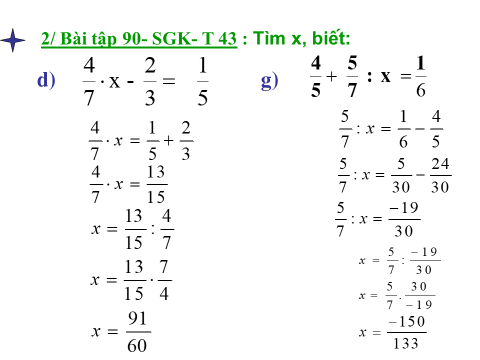 2/ Bài tập 90- SGK- T 43 : Tìm x, biết:
d) 4/7 · x - 2/3 = 1/5
4/7 · x = 1/5 + 2/3
4/7 · x = 13/15
x = 13/15 : 4/7
x = 13/15 · 7/4
x = 91/60
g) 4/5 + 5/7 : x = 1/6
5/7 : x = 1/6 − 4/5
5/7 : x = 5/30 − 24/30
5/7 : x = −19/30
x = 5/7 : −19/30
x = 5/7 · 30/−19
x = −150/133